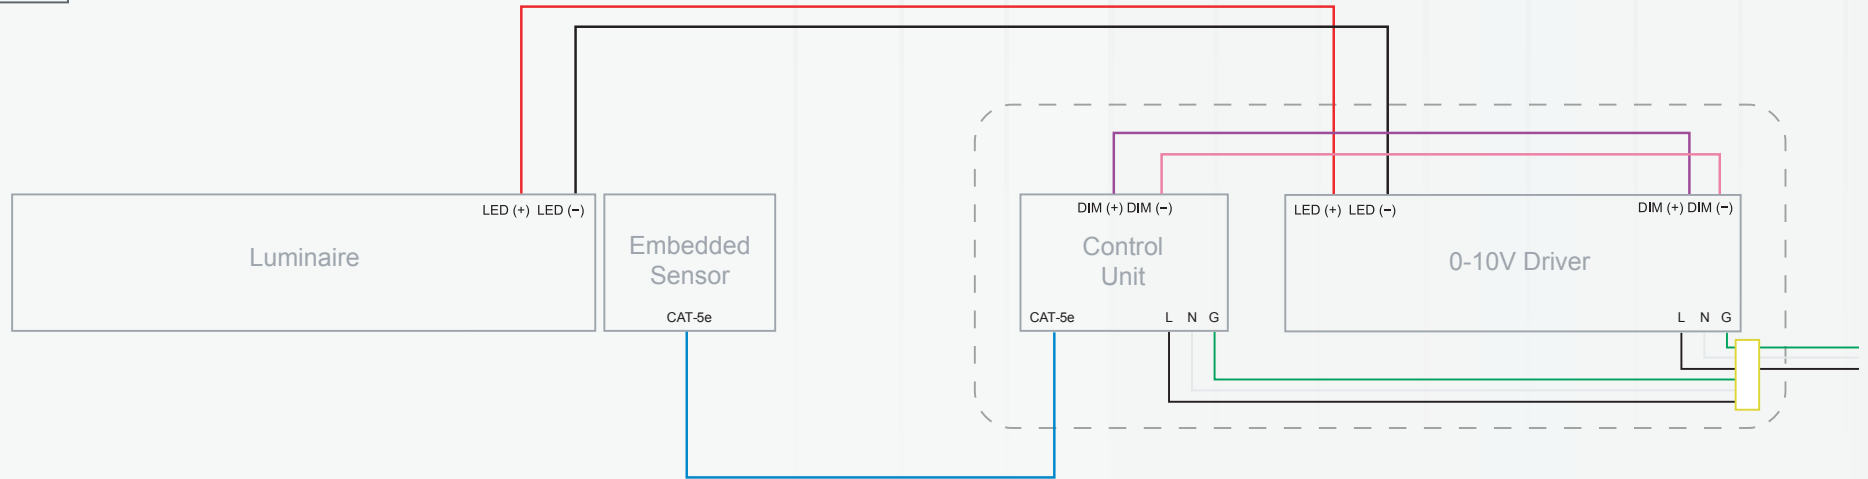 LED (+) LED (−)
Luminaire
Embedded
Sensor
CAT-5e
DIM (+) DIM (−)
Control
Unit
CAT-5e
L N G
LED (+) LED (−)
DIM (+) DIM (−)
0-10V Driver
L N G